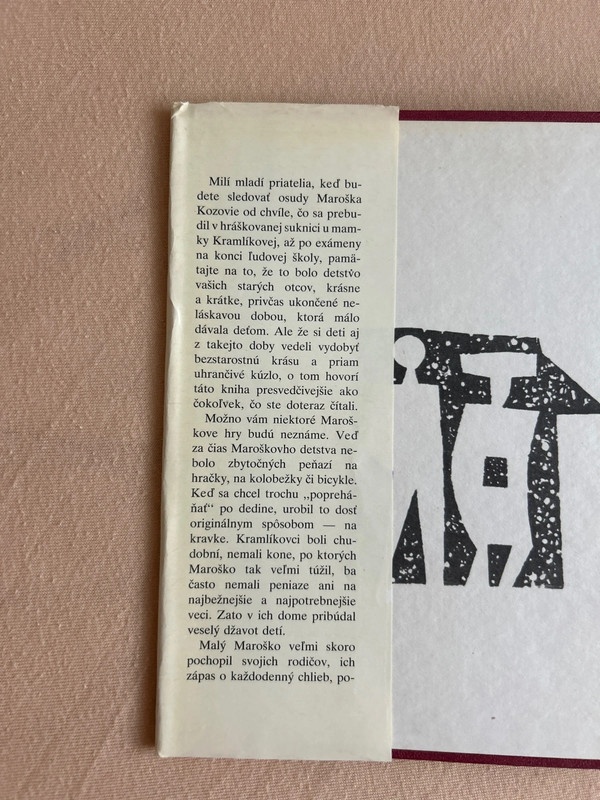 Milí mladí priatelia, keď bu-
dete sledovať osudy Maroška
Kozovie od chvíle, čo sa prebu-
dil v hráškovanej suknici u mam-
ky Kramlíkovej, až po exámeny
na konci ľudovej školy, pamä-
tajte na to, že to bolo detstvo
vašich starých otcov, krásne
a krátke, privčas ukončené ne-
láskavou dobou, ktorá málo
dávala deťom. Ale že si deti aj
z takejto doby vedeli vydobyť
bezstarostnú krásu a priam
uhrančivé kúzlo, o tom hovorí
táto kniha presvedčivejšie ako
čokoľvek, čo ste doteraz čítali.
Možno vám niektoré Maroš-
kove hry budú neznáme. Veď
za čias Maroškovho detstva ne-
bolo zbytočných peňazí na
hračky, na kolobežky či bicykle.
Keď sa chcel trochu „poprehá-
ňať“ po dedine, urobil to dosť
originálnym spôsobom — na
kravke. Kramlíkovci boli chu-
dobní, nemali kone, po ktorých
Maroško tak veľmi túžil, ba
často nemali peniaze ani na
najbežnejšie a najpotrebnejšie
veci. Zato v ich dome pribúdal
veselý džavot detí.
Malý Maroško veľmi skoro
pochopil svojich rodičov, ich
zápas o každodenný chlieb, po-